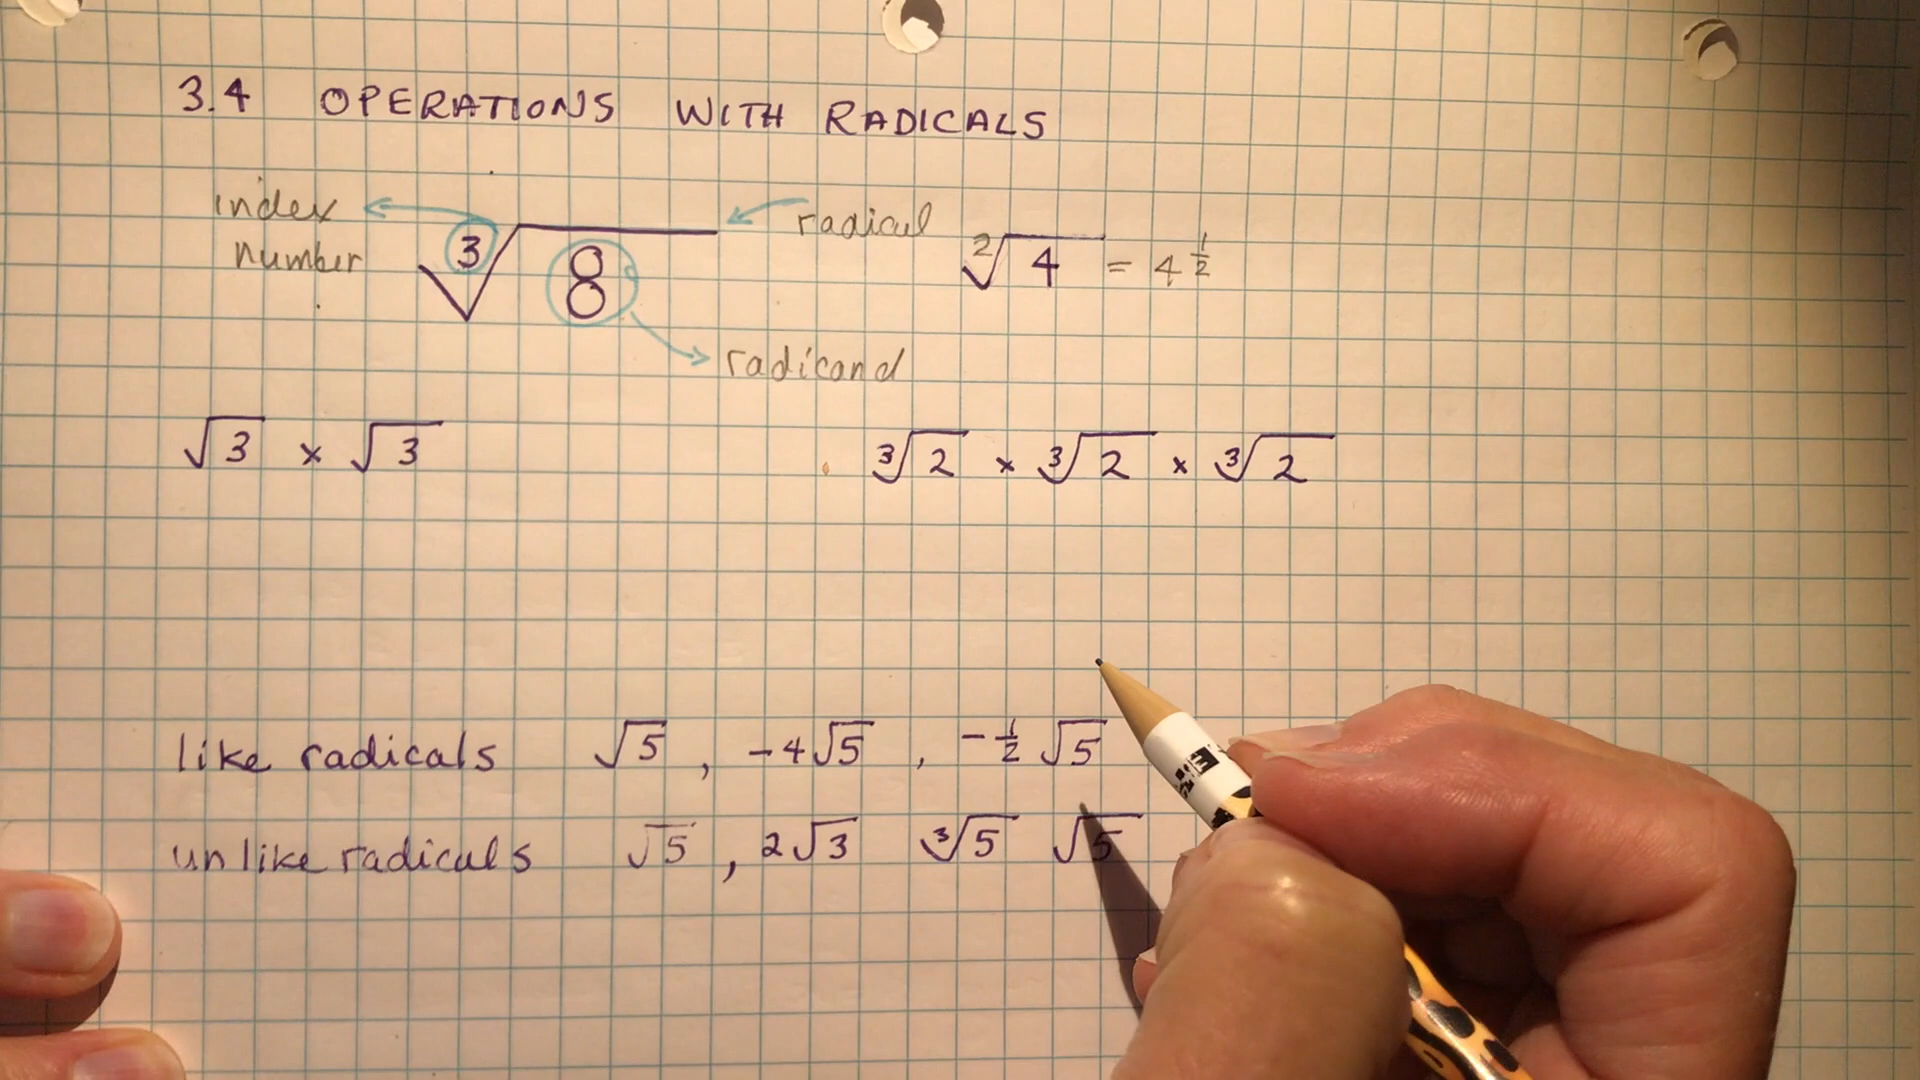 3.4 OPERATIONS WITH RADICALS
index number
∛8
radical
²√4 = 4^½
radicand
√3 × √3
∛2 × ∛2 × ∛2
like radicals √5 , -4√5 , -½√5
unlike radicals √5 , 2√3 ∛5 √5